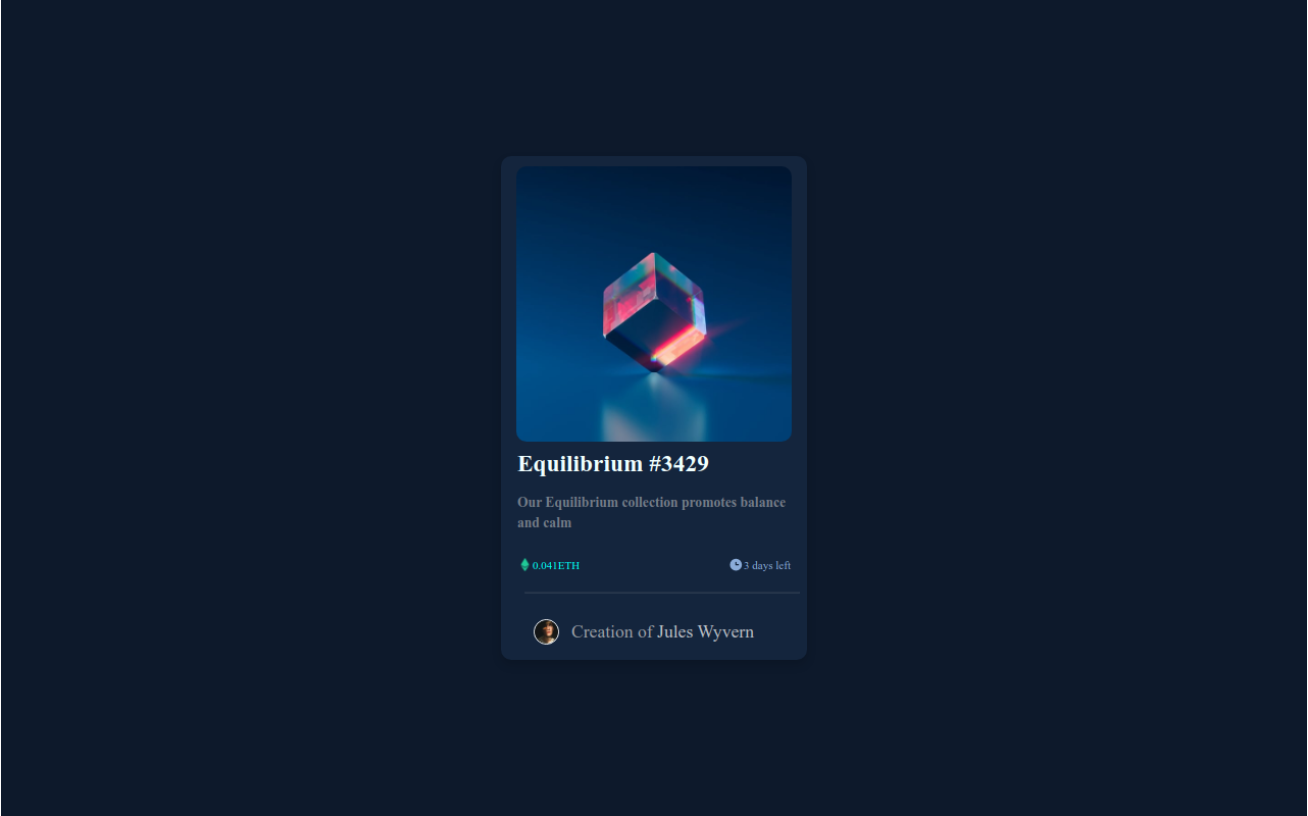 Equilibrium #3429
Our Equilibrium collection promotes balance
and calm
0.041ETH
3 days left
Creation of Jules Wyvern